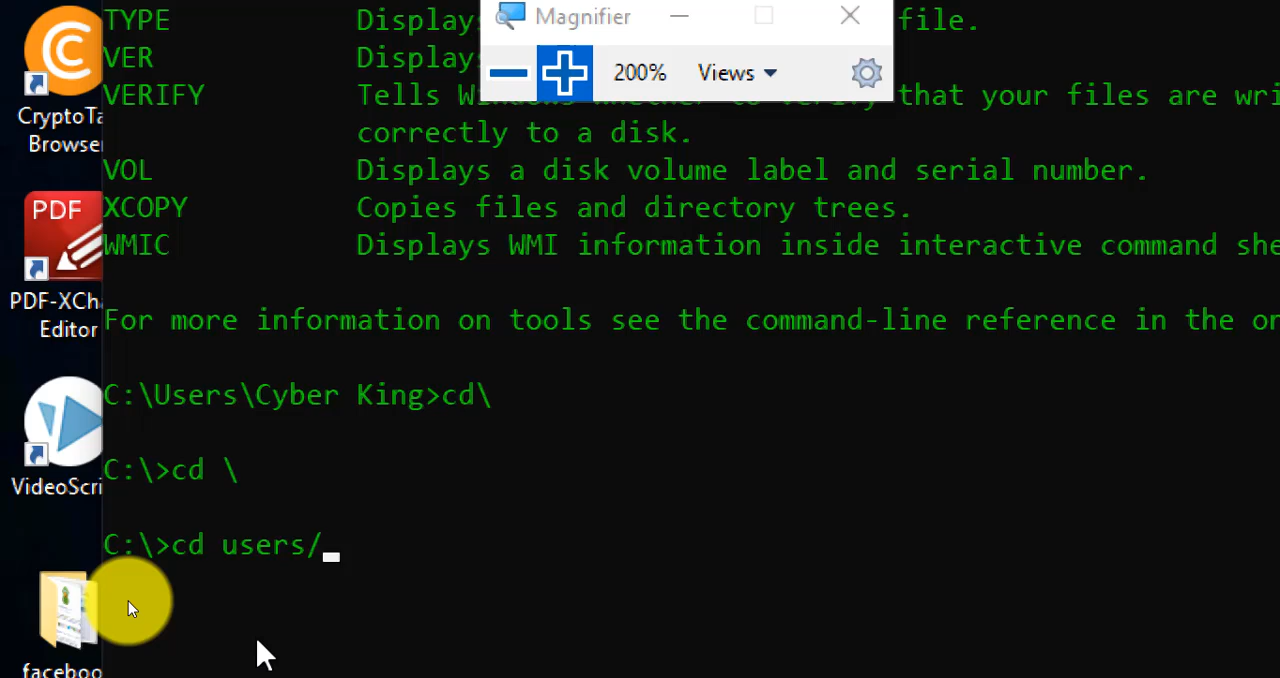 Magnifier
200% Views
CryptoTa
Browse
PDF
PDF-XCh
Editor
VideoScri
faceboo
TYPE Display file.
VER Display
VERIFY Tells that your files are wri
correctly to a disk.
VOL Displays a disk volume label and serial number.
XCOPY Copies files and directory trees.
WMIC Displays WMI information inside interactive command she
For more information on tools see the command-line reference in the on
C:\Users\Cyber King>cd\
C:\>cd \
C:\>cd users/